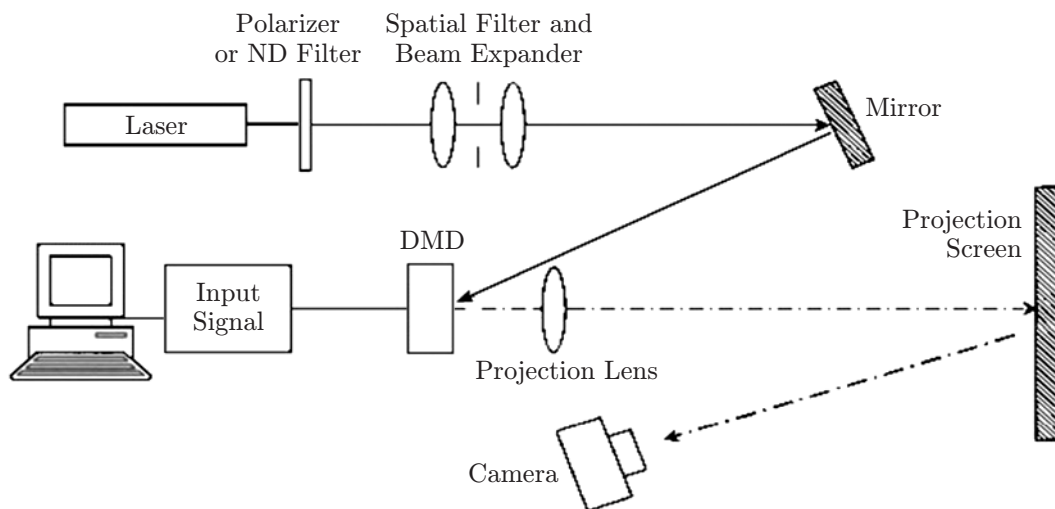 Polarizer
or ND Filter
Spatial Filter and
Beam Expander
Laser
Mirror
Projection
Screen
DMD
Input
Signal
Projection Lens
Camera